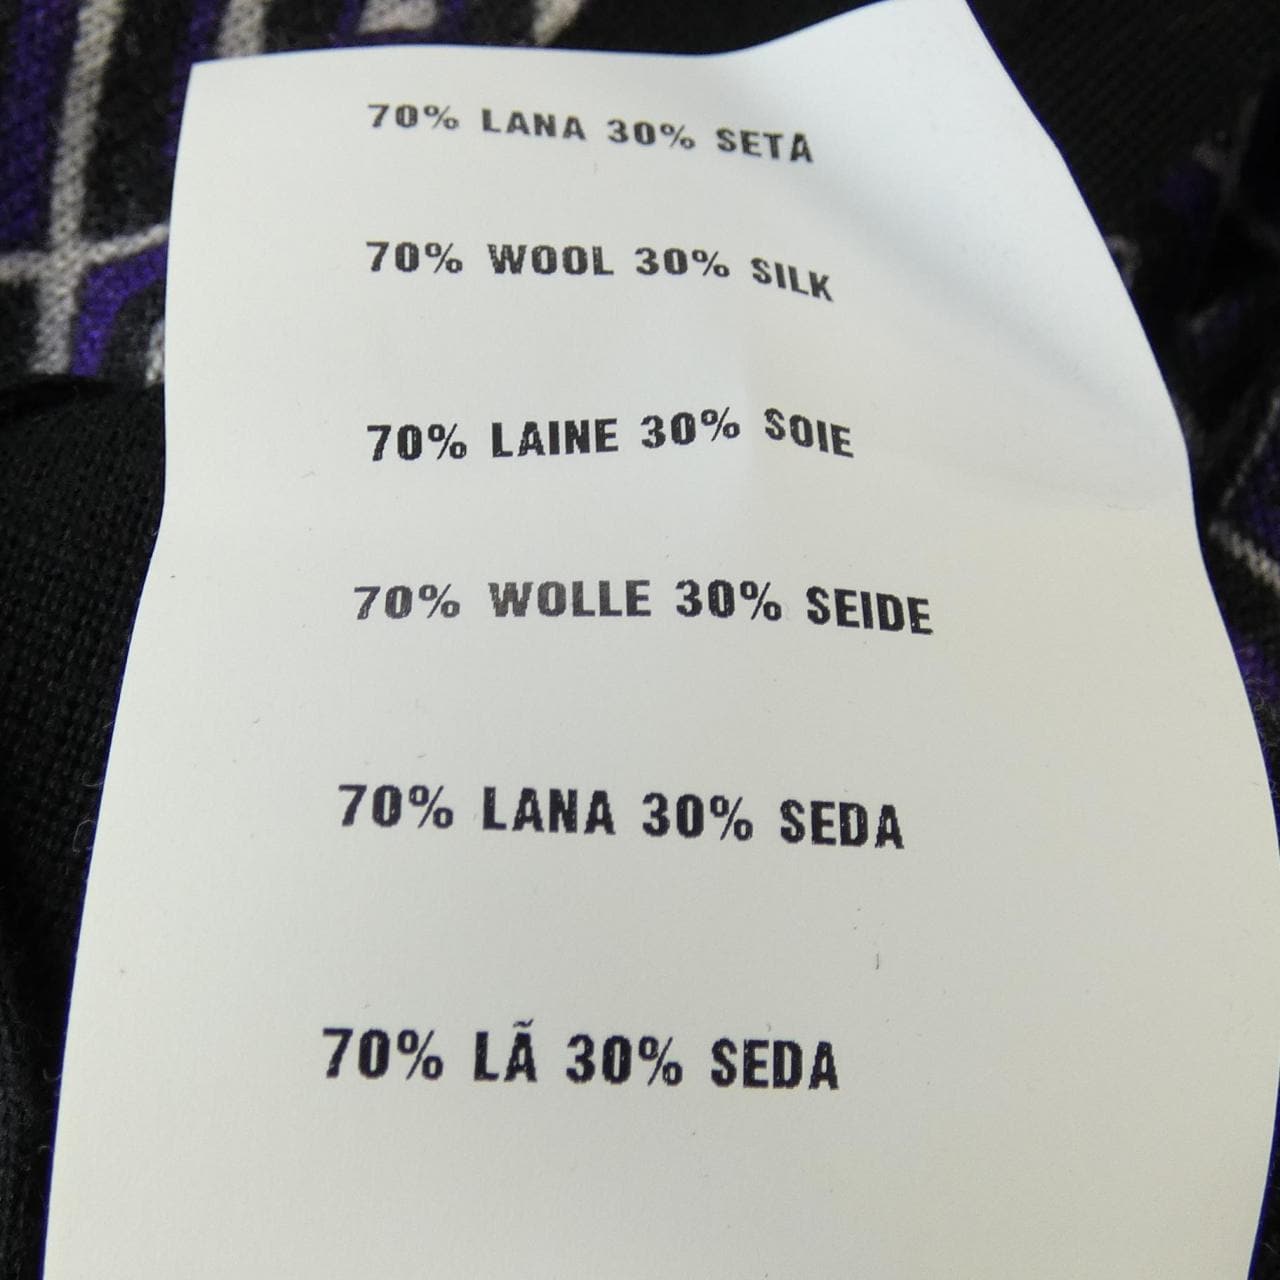 70% LANA 30% SETA
70% WOOL 30% SILK
70% LAINE 30% SOIE
70% WOLLE 30% SEIDE
70% LANA 30% SEDA
70% LÃ 30% SEDA